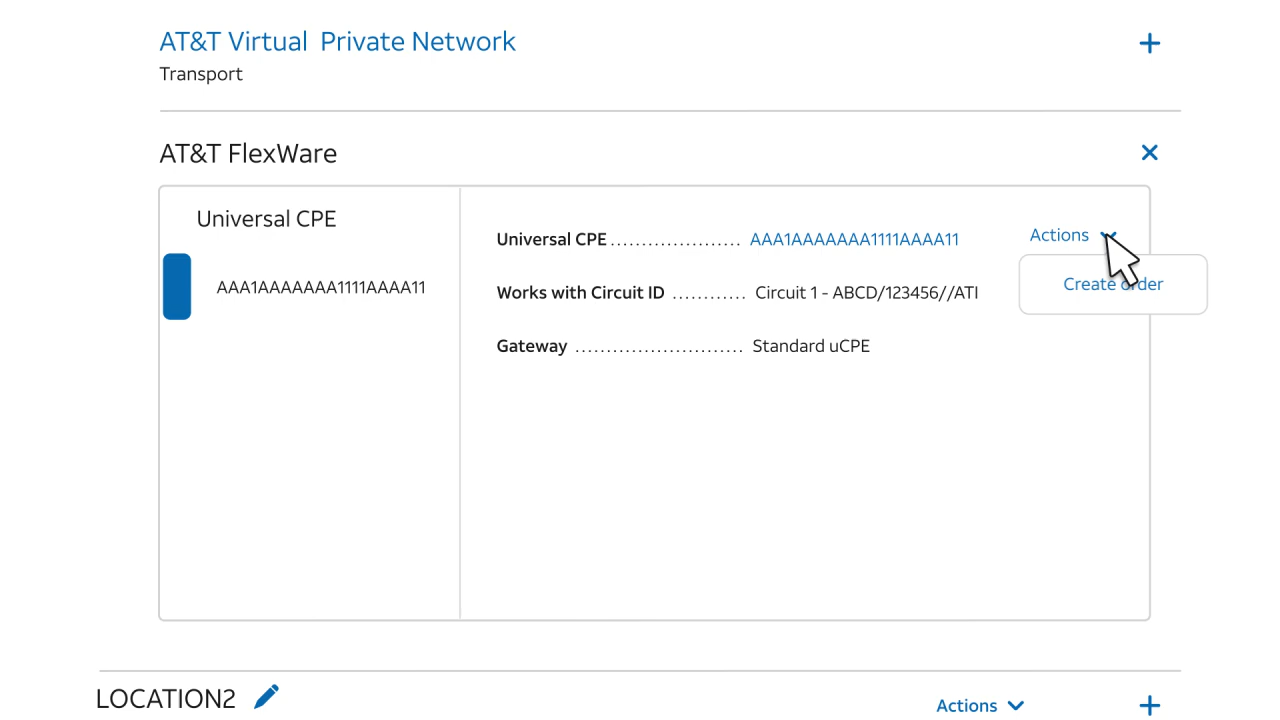 AT&T Virtual Private Network
Transport
AT&T FlexWare
Universal CPE
AAA1AAAAAAA1111AAAA11
Universal CPE ..................... AAA1AAAAAAA1111AAAA11
Actions
Create order
Works with Circuit ID ............ Circuit 1 - ABCD/123456//ATI
Gateway ........................... Standard uCPE
LOCATION2
Actions